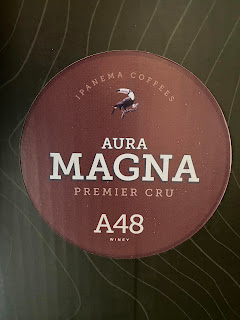 IPANEMA COFFEES
AURA
MAGNA
PREMIER CRU
A48
WINEY